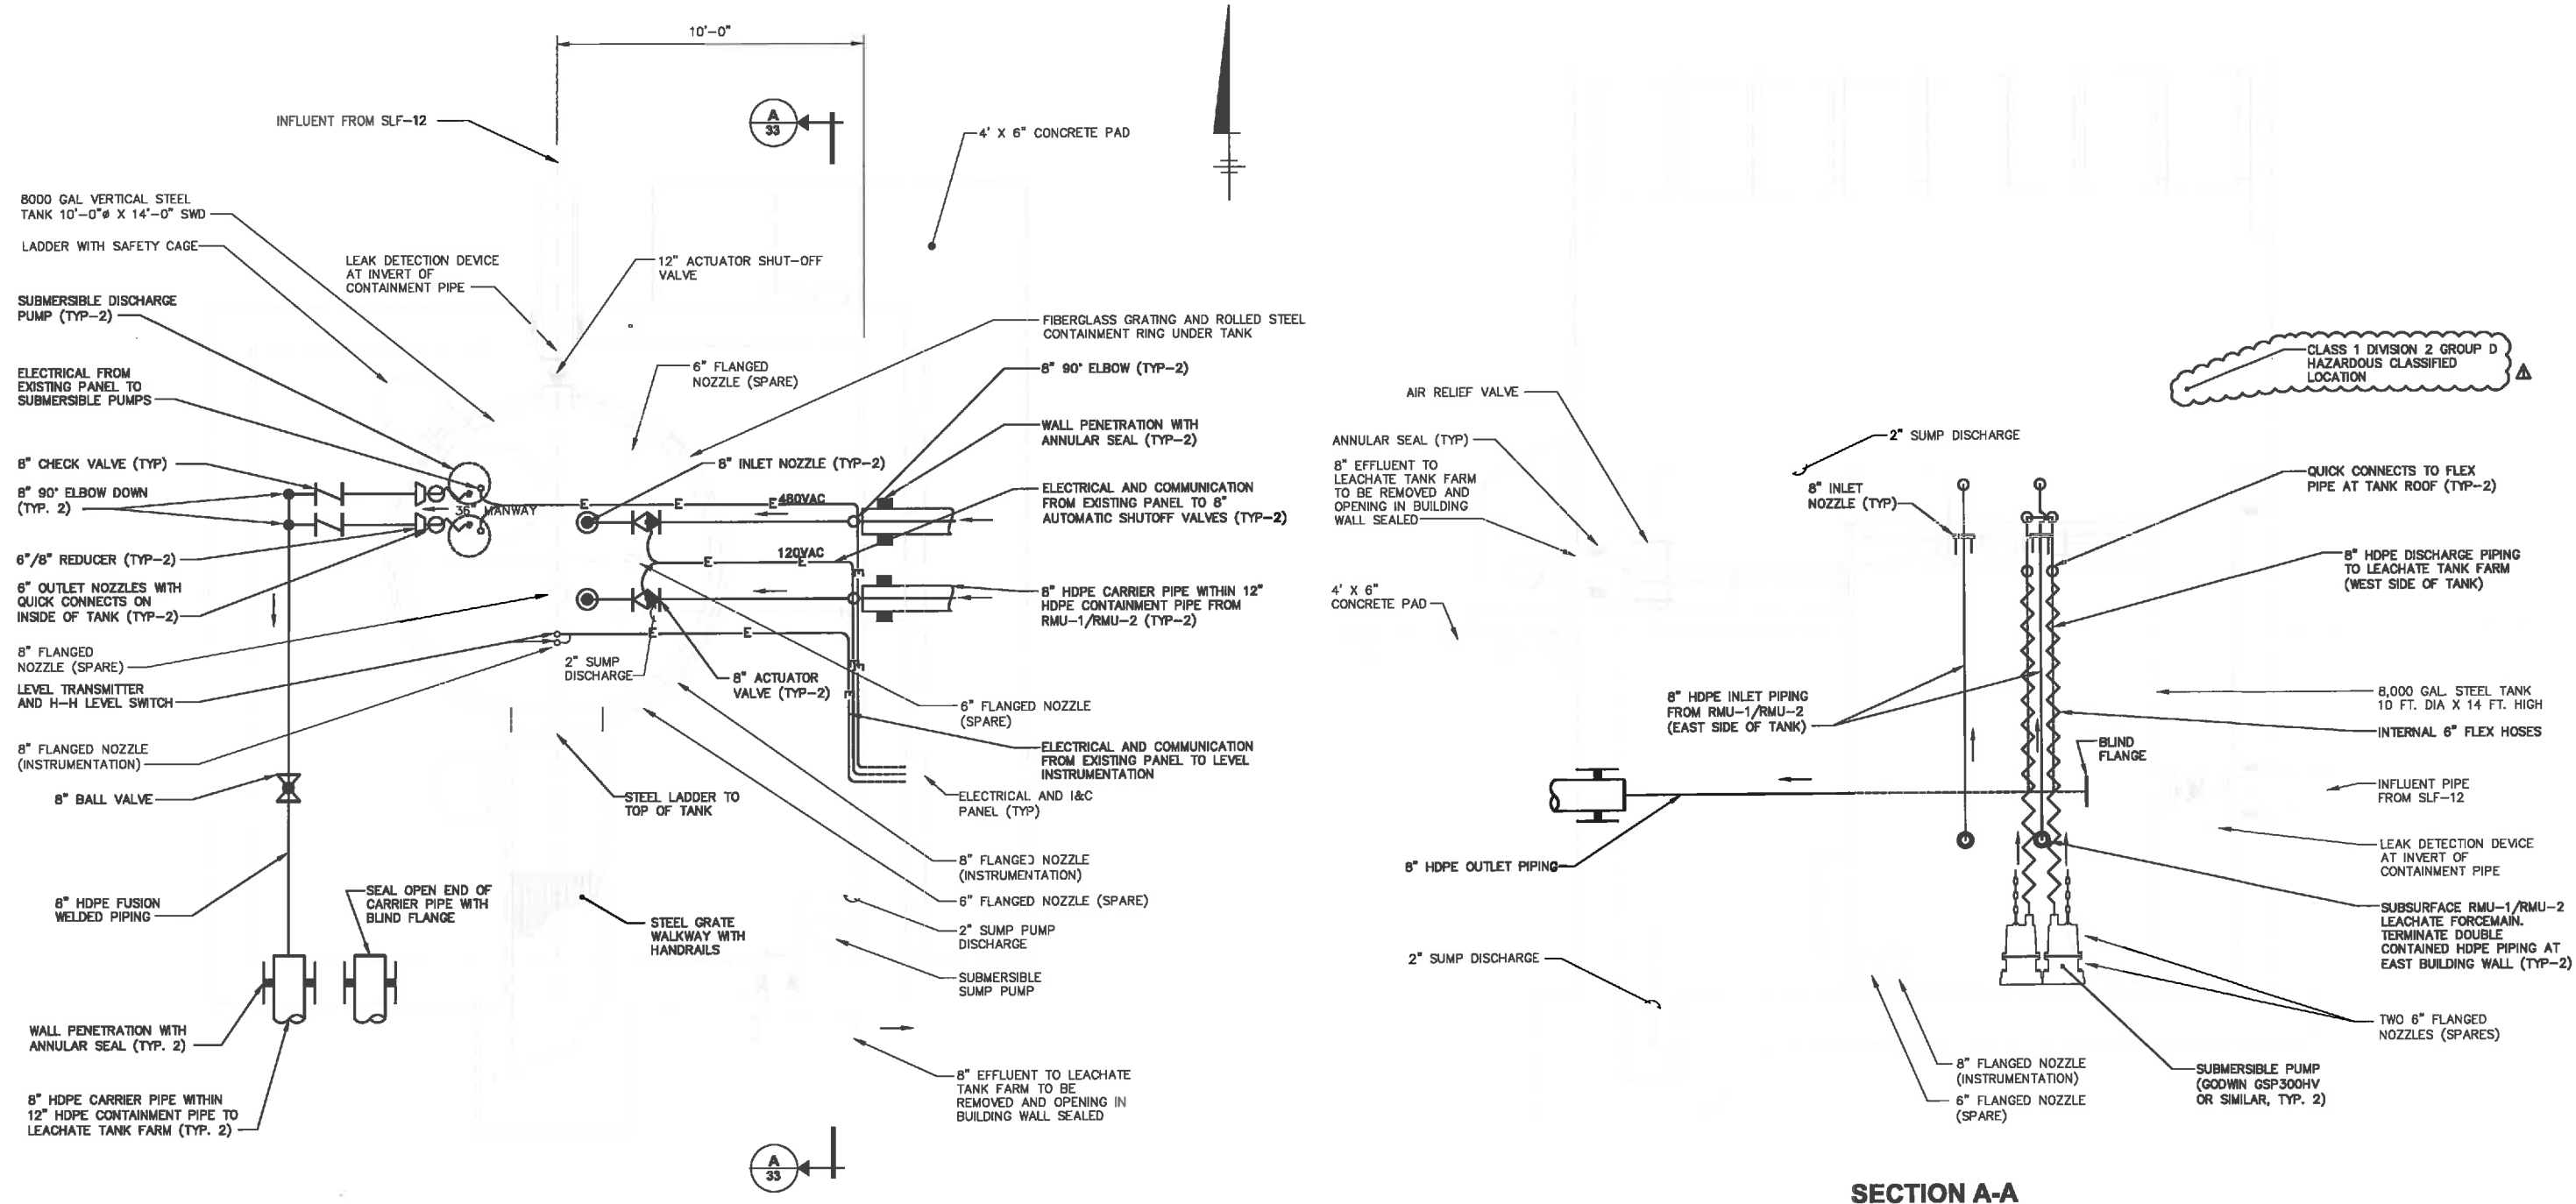 10'-0"
INFLUENT FROM SLF-12
A
33
4' X 6" CONCRETE PAD
8000 GAL VERTICAL STEEL
TANK 10'-0"ø X 14'-0" SWD
LADDER WITH SAFETY CAGE
LEAK DETECTION DEVICE
AT INVERT OF
CONTAINMENT PIPE
12" ACTUATOR SHUT-OFF
VALVE
SUBMERSIBLE DISCHARGE
PUMP (TYP-2)
FIBERGLASS GRATING AND ROLLED STEEL
CONTAINMENT RING UNDER TANK
6" FLANGED
NOZZLE (SPARE)
8" 90° ELBOW (TYP-2)
ELECTRICAL FROM
EXISTING PANEL TO
SUBMERSIBLE PUMPS
WALL PENETRATION WITH
ANNULAR SEAL (TYP-2)
8" CHECK VALVE (TYP)
8" INLET NOZZLE (TYP-2)
8" 90° ELBOW DOWN
(TYP. 2)
36" MANWAY
E
E
E
480VAC
ELECTRICAL AND COMMUNICATION
FROM EXISTING PANEL TO 8"
AUTOMATIC SHUTOFF VALVES (TYP-2)
6"/8" REDUCER (TYP-2)
E
E
120VAC
E
6" OUTLET NOZZLES WITH
QUICK CONNECTS ON
INSIDE OF TANK (TYP-2)
8" HDPE CARRIER PIPE WITHIN 12"
HDPE CONTAINMENT PIPE FROM
RMU-1/RMU-2 (TYP-2)
8" FLANGED
NOZZLE (SPARE)
E
E
E
E
LEVEL TRANSMITTER
AND H-H LEVEL SWITCH
2" SUMP
DISCHARGE
8" ACTUATOR
VALVE (TYP-2)
6" FLANGED NOZZLE
(SPARE)
8" FLANGED NOZZLE
(INSTRUMENTATION)
ELECTRICAL AND COMMUNICATION
FROM EXISTING PANEL TO LEVEL
INSTRUMENTATION
8" BALL VALVE
STEEL LADDER TO
TOP OF TANK
ELECTRICAL AND I&C
PANEL (TYP)
8" FLANGED NOZZLE
(INSTRUMENTATION)
8" HDPE FUSION
WELDED PIPING
SEAL OPEN END OF
CARRIER PIPE WITH
BLIND FLANGE
6" FLANGED NOZZLE (SPARE)
STEEL GRATE
WALKWAY WITH
HANDRAILS
2" SUMP PUMP
DISCHARGE
SUBMERSIBLE
SUMP PUMP
WALL PENETRATION WITH
ANNULAR SEAL (TYP. 2)
8" HDPE CARRIER PIPE WITHIN
12" HDPE CONTAINMENT PIPE TO
LEACHATE TANK FARM (TYP. 2)
8" EFFLUENT TO LEACHATE
TANK FARM TO BE
REMOVED AND OPENING IN
BUILDING WALL SEALED
A
33
CLASS 1 DIVISION 2 GROUP D
HAZARDOUS CLASSIFIED
LOCATION
AIR RELIEF VALVE
2" SUMP DISCHARGE
ANNULAR SEAL (TYP)
8" EFFLUENT TO
LEACHATE TANK FARM
TO BE REMOVED AND
OPENING IN BUILDING
WALL SEALED
8" INLET
NOZZLE (TYP)
QUICK CONNECTS TO FLEX
PIPE AT TANK ROOF (TYP-2)
8" HDPE DISCHARGE PIPING
TO LEACHATE TANK FARM
(WEST SIDE OF TANK)
4' X 6"
CONCRETE PAD
8" HDPE INLET PIPING
FROM RMU-1/RMU-2
(EAST SIDE OF TANK)
8,000 GAL. STEEL TANK
10 FT. DIA X 14 FT. HIGH
INTERNAL 6" FLEX HOSES
BLIND
FLANGE
INFLUENT PIPE
FROM SLF-12
8" HDPE OUTLET PIPING
LEAK DETECTION DEVICE
AT INVERT OF
CONTAINMENT PIPE
SUBSURFACE RMU-1/RMU-2
LEACHATE FORCEMAIN.
TERMINATE DOUBLE
CONTAINED HDPE PIPING AT
EAST BUILDING WALL (TYP-2)
2" SUMP DISCHARGE
TWO 6" FLANGED
NOZZLES (SPARES)
8" FLANGED NOZZLE
(INSTRUMENTATION)
6" FLANGED NOZZLE
(SPARE)
SUBMERSIBLE PUMP
(GODWIN GSP300HV
OR SIMILAR, TYP. 2)
SECTION A-A